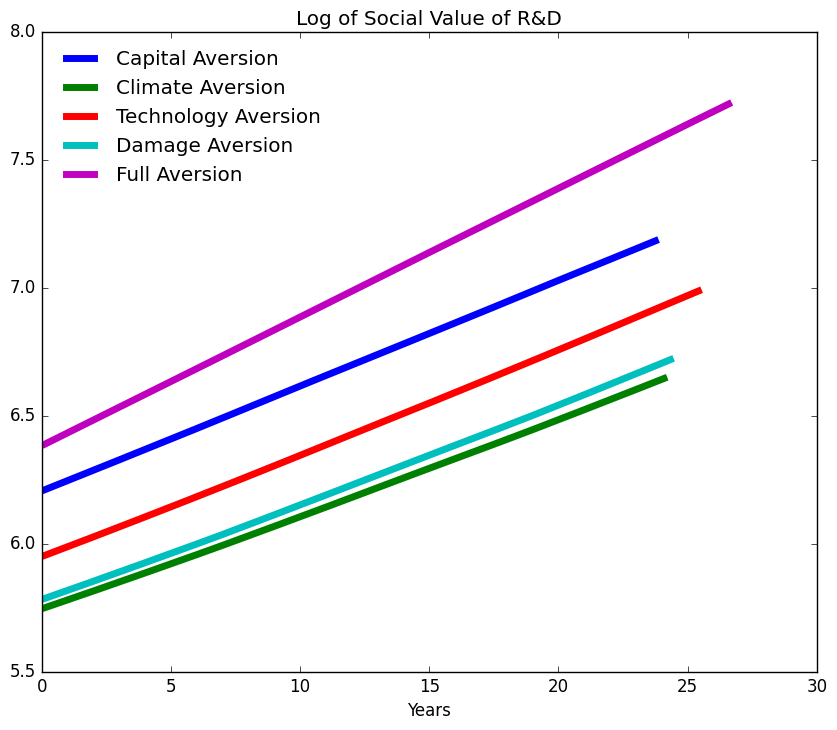 Log of Social Value of R&D
8.0
7.5
7.0
6.5
6.0
5.5
Capital Aversion
Climate Aversion
Technology Aversion
Damage Aversion
Full Aversion
0 5 10 15 20 25 30
Years